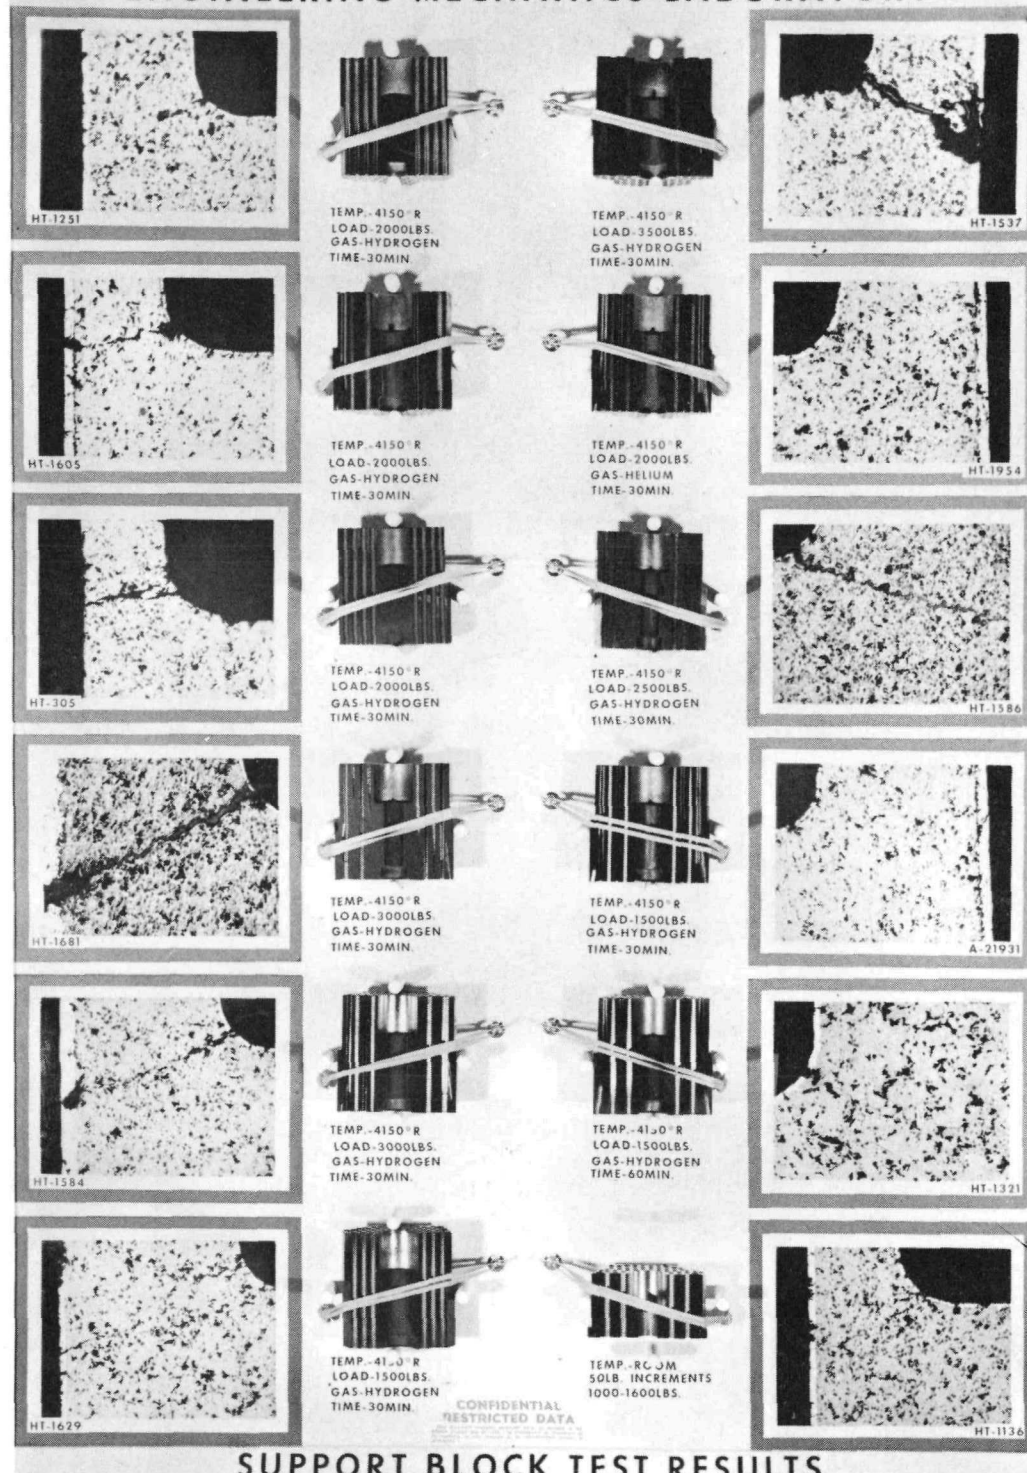 HT-1251
TEMP.-4150°R
LOAD-2000LBS.
GAS-HYDROGEN
TIME-30MIN.
TEMP.-4150°R
LOAD-3500LBS.
GAS-HYDROGEN
TIME-30MIN.
HT-1537
HT-1605
TEMP.-4150°R
LOAD-2000LBS.
GAS-HYDROGEN
TIME-30MIN.
TEMP.-4150°R
LOAD-2000LBS.
GAS-HELIUM
TIME-30MIN.
HT-1954
HT-305
TEMP.-4150°R
LOAD-2000LBS.
GAS-HYDROGEN
TIME-30MIN.
TEMP.-4150°R
LOAD-2500LBS.
GAS-HYDROGEN
TIME-30MIN.
HT-1586
HT-1681
TEMP.-4150°R
LOAD-3000LBS.
GAS-HYDROGEN
TIME-30MIN.
TEMP.-4150°R
LOAD-1500LBS.
GAS-HYDROGEN
TIME-30MIN.
A-21931
HT-1584
TEMP.-4150°R
LOAD-3000LBS.
GAS-HYDROGEN
TIME-30MIN.
TEMP.-4150°R
LOAD-1500LBS.
GAS-HYDROGEN
TIME-60MIN.
HT-1321
HT-1629
TEMP.-4150°R
LOAD-1500LBS.
GAS-HYDROGEN
TIME-30MIN.
TEMP.-ROOM
50LB. INCREMENTS
1000-1600LBS.
HT-1136
CONFIDENTIAL
RESTRICTED DATA
SUPPORT BLOCK TEST RESULTS